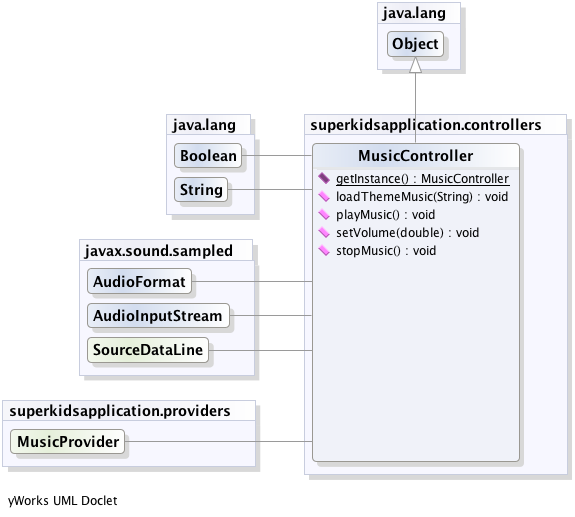 java.lang
Object
java.lang
Boolean
String
superkidsapplication.controllers
MusicController
getInstance() : MusicController
loadThemeMusic(String) : void
playMusic() : void
setVolume(double) : void
stopMusic() : void
javax.sound.sampled
AudioFormat
AudioInputStream
SourceDataLine
superkidsapplication.providers
MusicProvider
yWorks UML Doclet